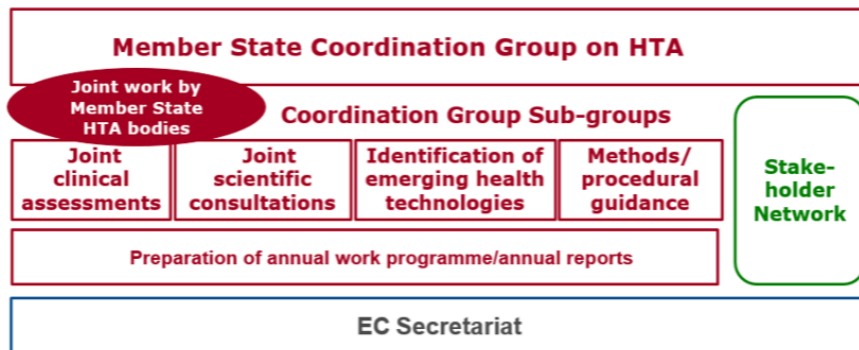 Member State Coordination Group on HTA
Joint work by
Member State
HTA bodies
Coordination Group Sub-groups
Joint
clinical
assessments
Joint
scientific
consultations
Identification of
emerging health
technologies
Methods/
procedural
guidance
Stake-
holder
Network
Preparation of annual work programme/annual reports
EC Secretariat